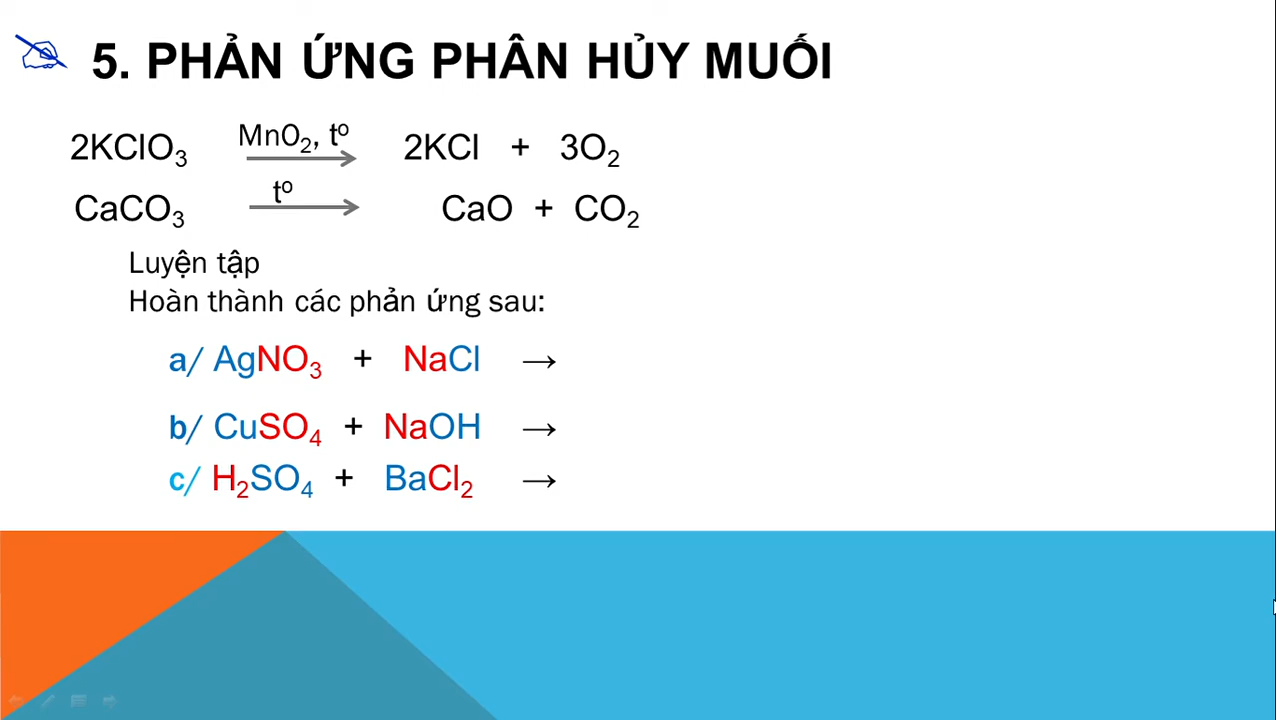 5. PHẢN ỨNG PHÂN HỦY MUỐI
2KClO₃ MnO₂, tº → 2KCl + 3O₂
CaCO₃ tº → CaO + CO₂
Luyện tập
Hoàn thành các phản ứng sau:
a/ AgNO₃ + NaCl →
b/ CuSO₄ + NaOH →
c/ H₂SO₄ + BaCl₂ →